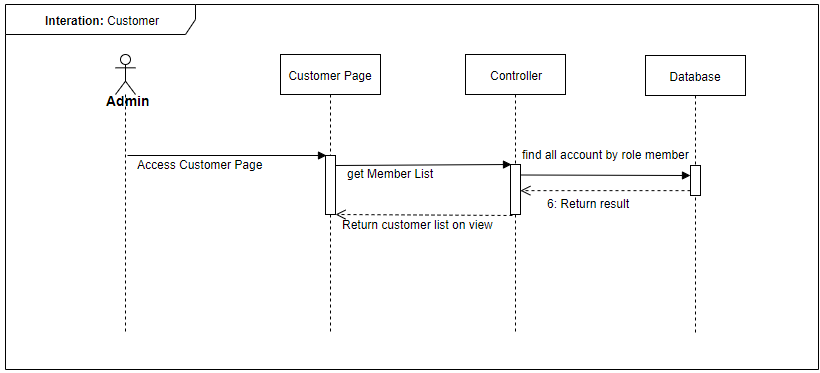 Interation: Customer
Customer Page
Controller
Database
Admin
find all account by role member
Access Customer Page
get Member List
6: Return result
Return customer list on view